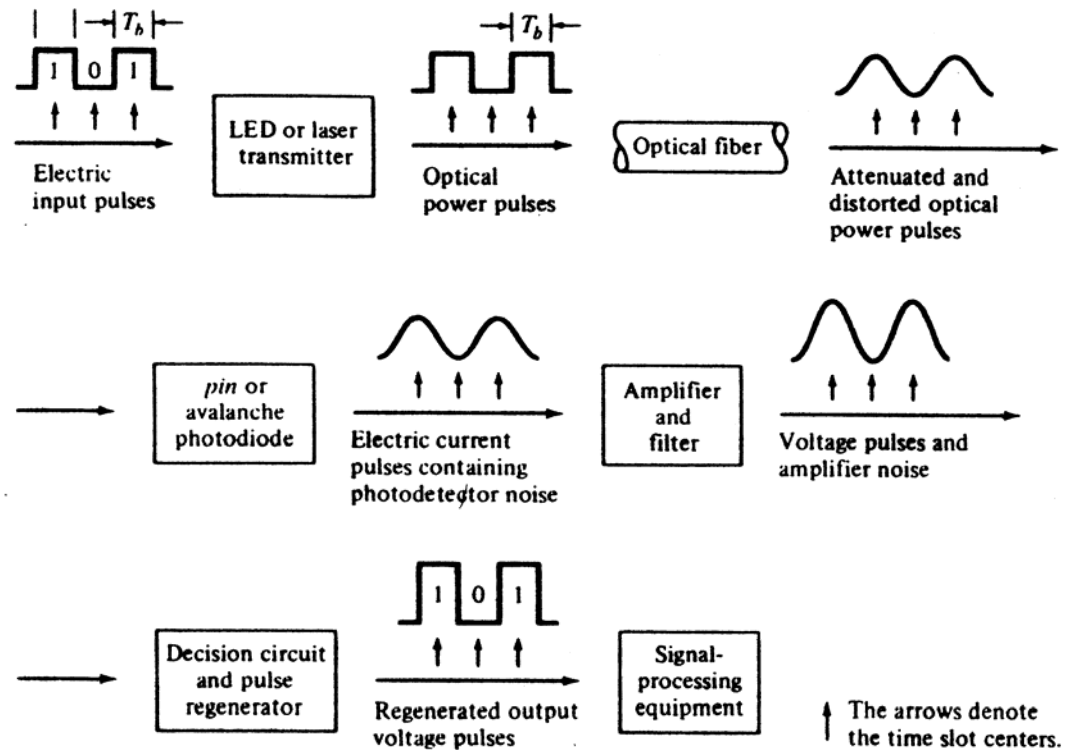 T_b
T_b
1 0 1
LED or laser
transmitter
Optical fiber
Electric
input pulses
Optical
power pulses
Attenuated and
distorted optical
power pulses
pin or
avalanche
photodiode
Electric current
pulses containing
photodetector noise
Amplifier
and
filter
Voltage pulses and
amplifier noise
1 0 1
Decision circuit
and pulse
regenerator
Regenerated output
voltage pulses
Signal-
processing
equipment
The arrows denote
the time slot centers.